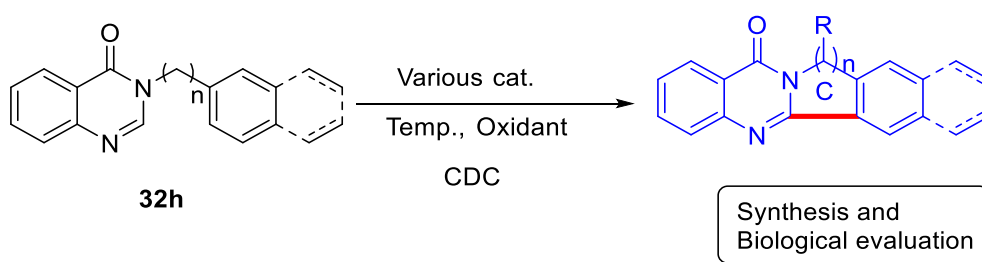 O
N
N
n
32h
Various cat.
Temp., Oxidant
CDC
R
O
N
n
C
N
Synthesis and
Biological evaluation